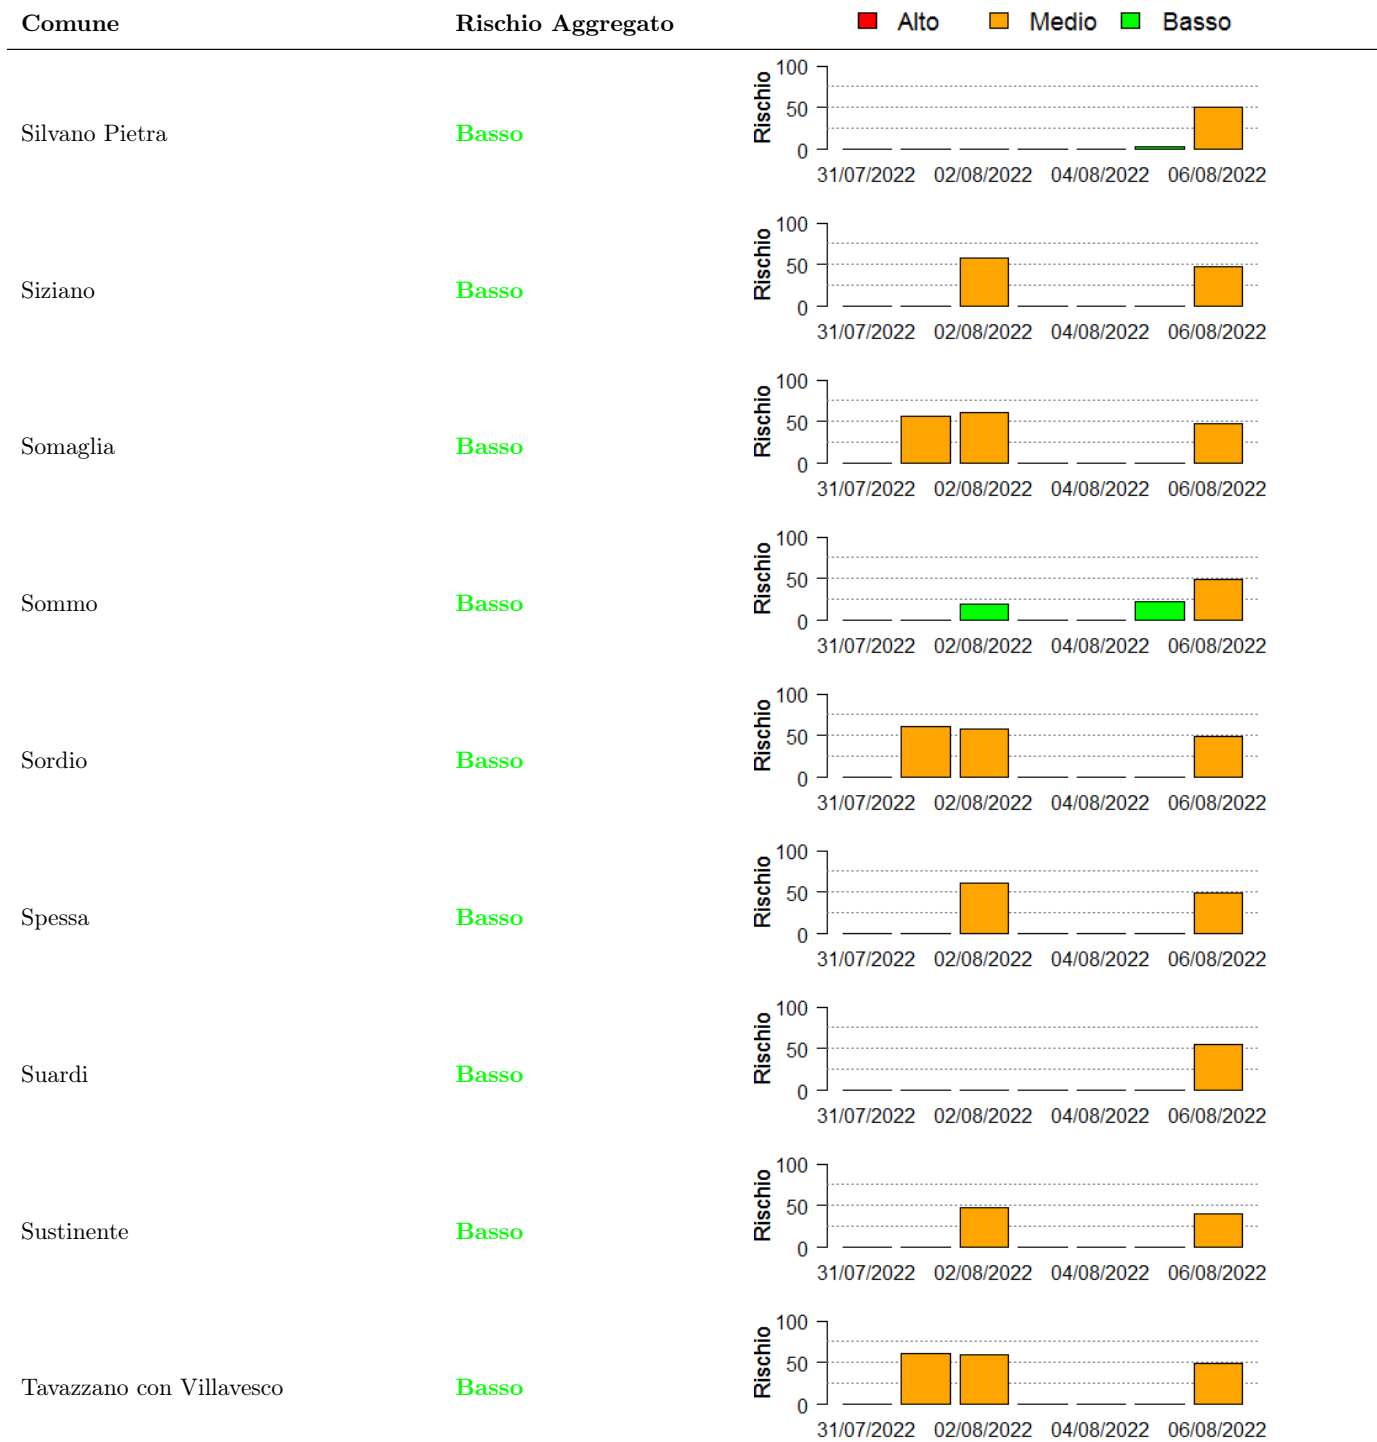 Comune Rischio Aggregato Alto Medio Basso
Silvano Pietra Basso
Rischio
100
50
0
31/07/2022 02/08/2022 04/08/2022 06/08/2022
Siziano Basso
Rischio
100
50
0
31/07/2022 02/08/2022 04/08/2022 06/08/2022
Somaglia Basso
Rischio
100
50
0
31/07/2022 02/08/2022 04/08/2022 06/08/2022
Sommo Basso
Rischio
100
50
0
31/07/2022 02/08/2022 04/08/2022 06/08/2022
Sordio Basso
Rischio
100
50
0
31/07/2022 02/08/2022 04/08/2022 06/08/2022
Spessa Basso
Rischio
100
50
0
31/07/2022 02/08/2022 04/08/2022 06/08/2022
Suardi Basso
Rischio
100
50
0
31/07/2022 02/08/2022 04/08/2022 06/08/2022
Sustinente Basso
Rischio
100
50
0
31/07/2022 02/08/2022 04/08/2022 06/08/2022
Tavazzano con Villavesco Basso
Rischio
100
50
0
31/07/2022 02/08/2022 04/08/2022 06/08/2022